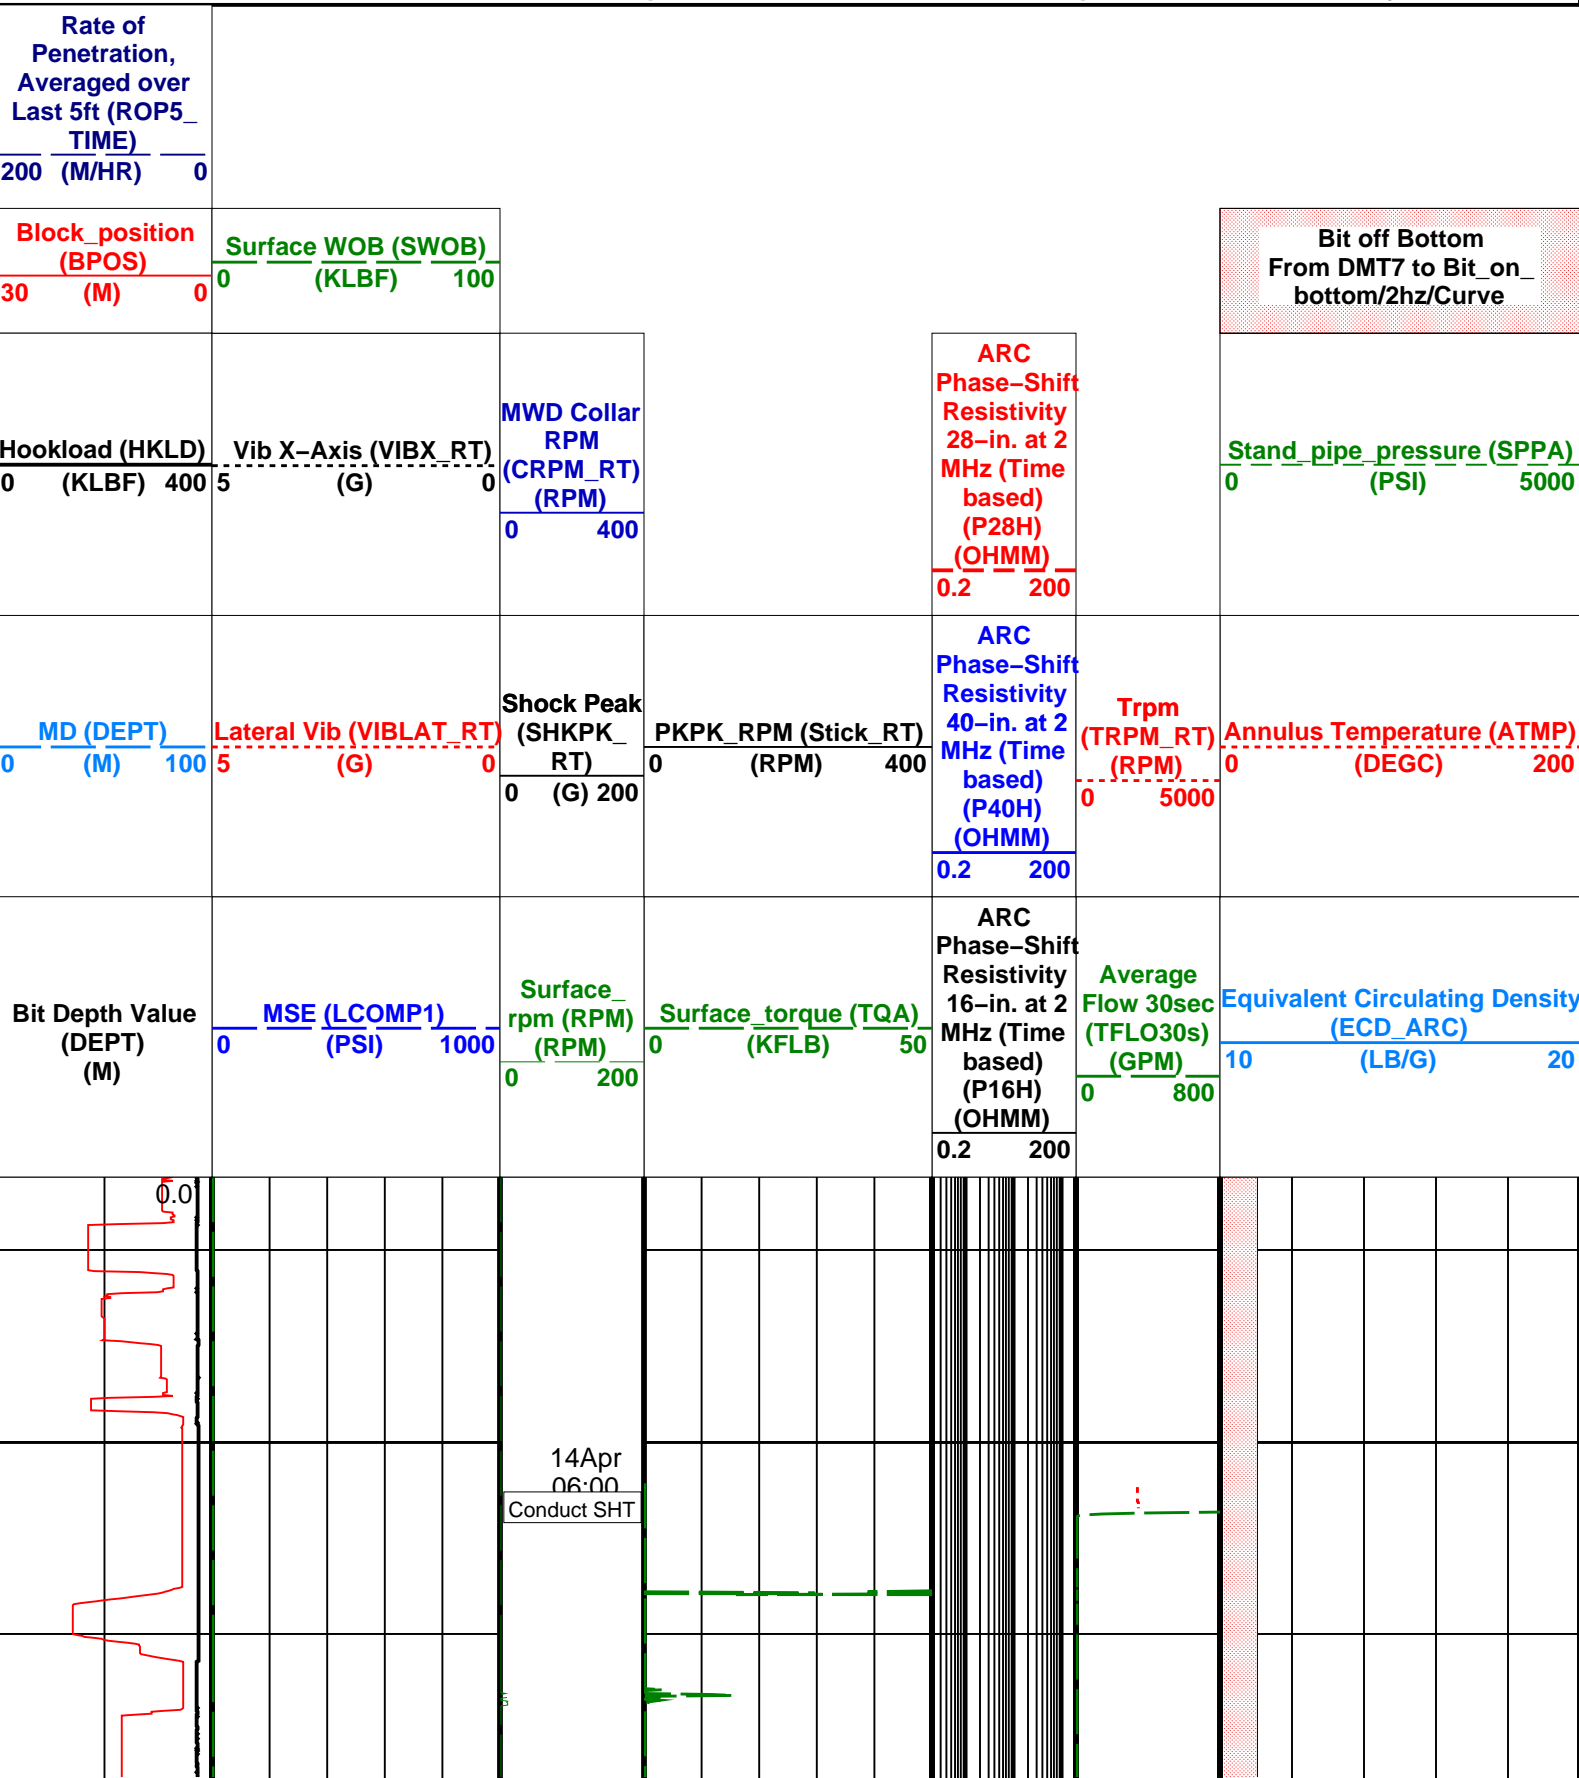 Rate of
Penetration,
Averaged over
Last 5ft (ROP5_
TIME)
200 (M/HR) 0
Block_position
(BPOS)
30 (M) 0
Surface WOB (SWOB)
0 (KLBF) 100
Bit off Bottom
From DMT7 to Bit_on_
bottom/2hz/Curve
Hookload (HKLD)
0 (KLBF) 400
Vib X−Axis (VIBX_RT)
5 (G) 0
MWD Collar
RPM
(CRPM_RT)
(RPM)
0 400
ARC
Phase−Shift
Resistivity
28−in. at 2
MHz (Time
based)
(P28H)
(OHMM)
0.2 200
Stand_pipe_pressure (SPPA)
0 (PSI) 5000
MD (DEPT)
0 (M) 100
Lateral Vib (VIBLAT_RT)
5 (G) 0
Shock Peak
(SHKPK_
RT)
0 (G) 200
PKPK_RPM (Stick_RT)
0 (RPM) 400
ARC
Phase−Shift
Resistivity
40−in. at 2
MHz (Time
based)
(P40H)
(OHMM)
0.2 200
Trpm
(TRPM_RT)
(RPM)
0 5000
Annulus Temperature (ATMP)
0 (DEGC) 200
Bit Depth Value
(DEPT)
(M)
MSE (LCOMP1)
0 (PSI) 1000
Surface_
rpm (RPM)
(RPM)
0 200
Surface_torque (TQA)
0 (KFLB) 50
ARC
Phase−Shift
Resistivity
16−in. at 2
MHz (Time
based)
(P16H)
(OHMM)
0.2 200
Average
Flow 30sec
(TFLO30s)
(GPM)
0 800
Equivalent Circulating Density
(ECD_ARC)
10 (LB/G) 20
0.0
14Apr
06:00
Conduct SHT